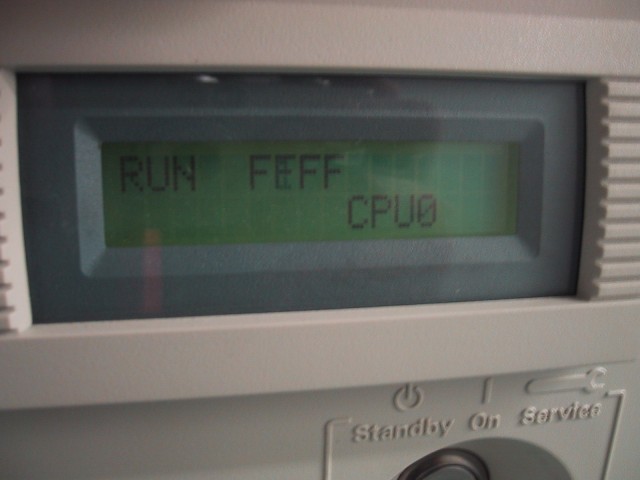 RUN FEFF
CPU0
Standby On Service